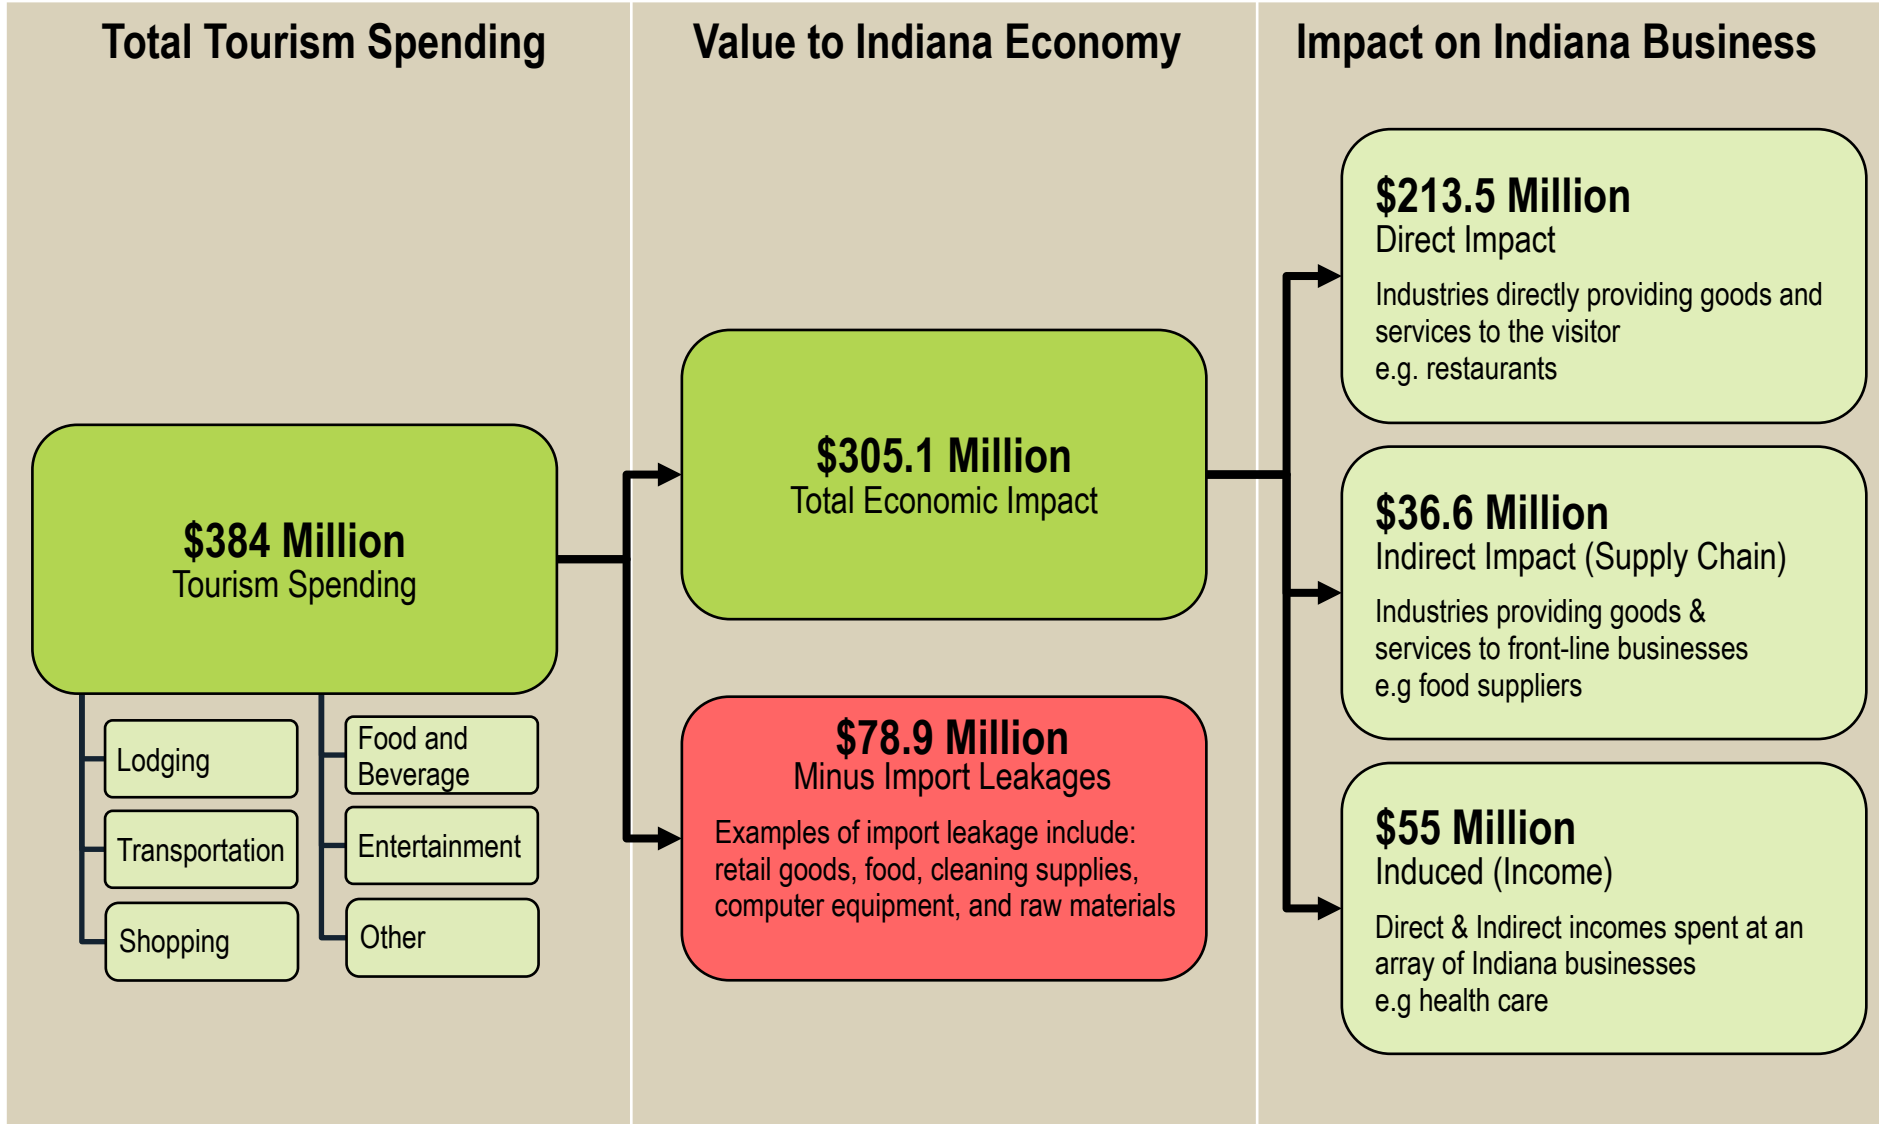 Total Tourism Spending
Value to Indiana Economy
Impact on Indiana Business
$384 Million
Tourism Spending
Lodging
Transportation
Shopping
Food and
Beverage
Entertainment
Other
$305.1 Million
Total Economic Impact
$78.9 Million
Minus Import Leakages
Examples of import leakage include:
retail goods, food, cleaning supplies,
computer equipment, and raw materials
$213.5 Million
Direct Impact
Industries directly providing goods and
services to the visitor
e.g. restaurants
$36.6 Million
Indirect Impact (Supply Chain)
Industries providing goods &
services to front-line businesses
e.g food suppliers
$55 Million
Induced (Income)
Direct & Indirect incomes spent at an
array of Indiana businesses
e.g health care